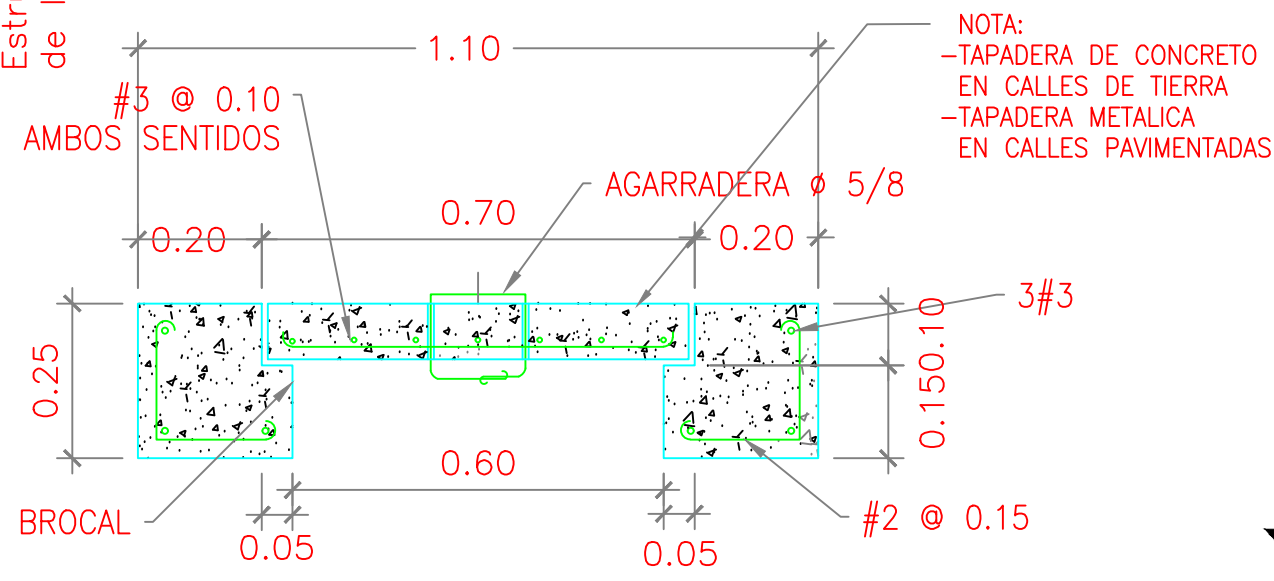 Estru
de l
1.10
NOTA:
-TAPADERA DE CONCRETO
EN CALLES DE TIERRA
-TAPADERA METALICA
EN CALLES PAVIMENTADAS
#3 @ 0.10
AMBOS SENTIDOS
AGARRADERA ø 5/8
0.20
0.70
0.20
3#3
0.25
0.10
0.15
0.60
BROCAL
#2 @ 0.15
0.05
0.05